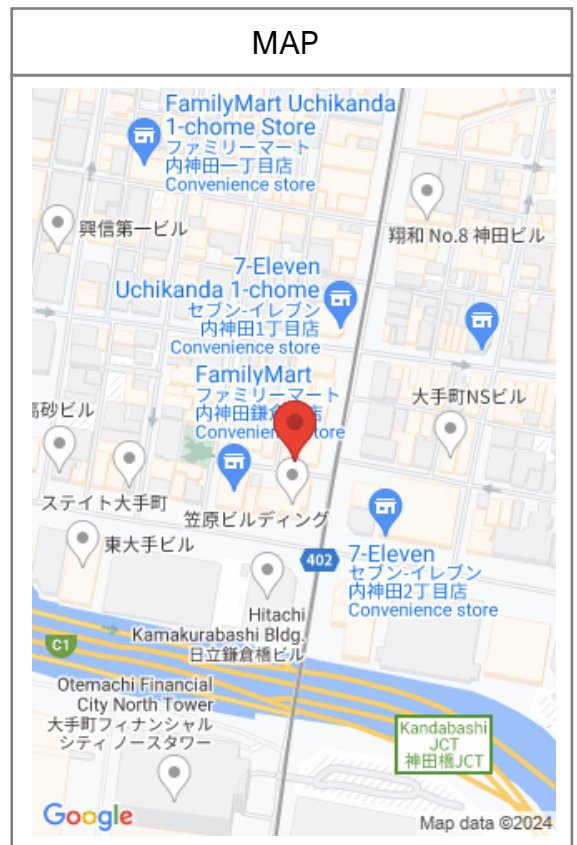 MAP
FamilyMart Uchikanda
1-chome Store
ファミリーマート
内神田一丁目店
Convenience store
興信第一ビル
翔和 No.8 神田ビル
7-Eleven
Uchikanda 1-chome
セブン-イレブン
内神田1丁目店
Convenience store
FamilyMart
ファミリーマート
内神田鎌倉 店
Convenien tore
大手町NSビル
高砂ビル
ステイト大手町
笠原ビルディング
東大手ビル
402
7-Eleven
セブン-イレブン
内神田2丁目店
Convenience store
Hitachi
Kamakurabashi Bldg.
日立鎌倉橋ビル
C1
Otemachi Financial
City North Tower
大手町フィナンシャル
シティ ノースタワー
Kandabashi
JCT
神田橋JCT
Google
Map data ©2024